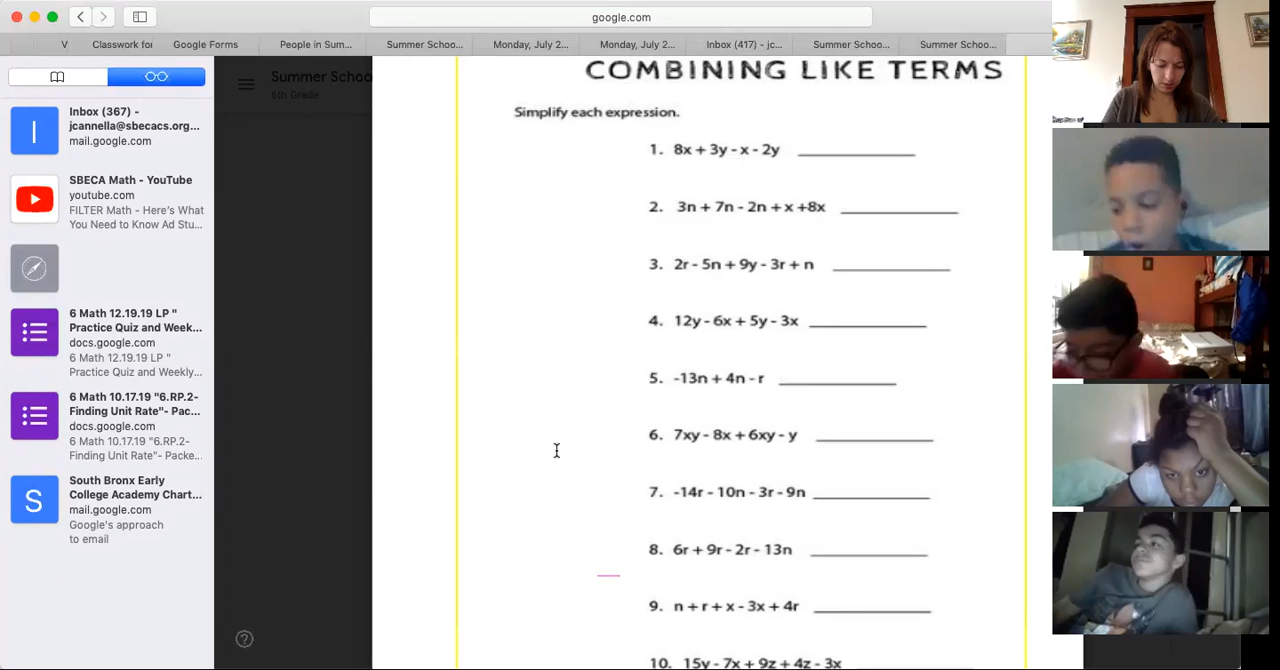 google.com
V
Classwork for
Google Forms
People in Sum...
Summer Schoo...
Monday, July 2...
Monday, July 2...
Inbox (417) - jc...
Summer Schoo...
Summer Schoo...
Inbox (367) -
jcannella@sbecacs.org...
mail.google.com
SBECA Math - YouTube
youtube.com
FILTER Math - Here's What
You Need to Know Ad Stu...
6 Math 12.19.19 LP "
Practice Quiz and Week...
docs.google.com
6 Math 12.19.19 LP "
Practice Quiz and Weekly...
6 Math 10.17.19 "6.RP.2-
Finding Unit Rate"- Pac...
docs.google.com
6 Math 10.17.19 "6.RP.2-
Finding Unit Rate"- Packe...
South Bronx Early
College Academy Chart...
mail.google.com
Google's approach
to email
Summer Schoo
6th Grade
COMBINING LIKE TERMS
Simplify each expression.
1. 8x + 3y - x - 2y
2. 3n + 7n - 2n + x +8x
3. 2r - 5n + 9y - 3r + n
4. 12y - 6x + 5y - 3x
5. -13n + 4n - r
6. 7xy - 8x + 6xy - y
7. -14r - 10n - 3r - 9n
8. 6r + 9r - 2r - 13n
9. n + r + x - 3x + 4r
10. 15y - 7x + 9z + 4z - 3x